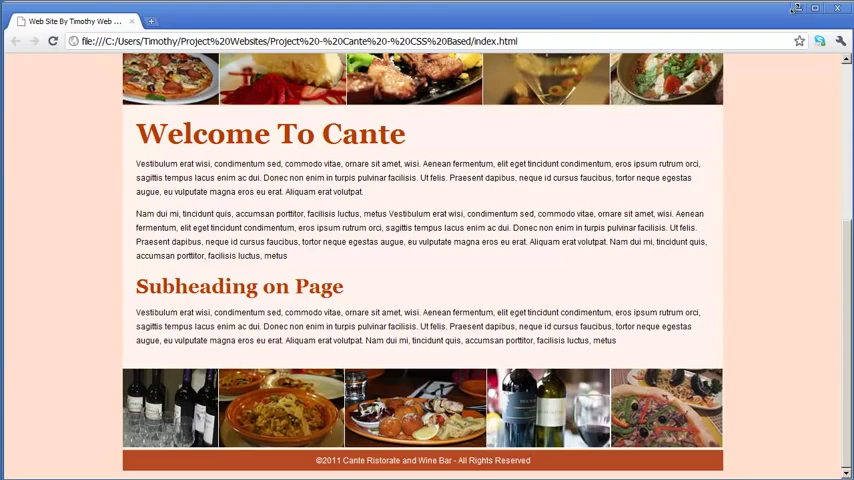 Web Site By Timothy Web ...
file:///C:/Users/Timothy/Project%20Websites/Project%20-%20Cante%20-%20CSS%20Based/index.html
Welcome To Cante
Vestibulum erat wisi, condimentum sed, commodo vitae, ornare sit amet, wisi. Aenean fermentum, elit eget tincidunt condimentum, eros ipsum rutrum orci,
sagittis tempus lacus enim ac dui. Donec non enim in turpis pulvinar facilisis. Ut felis. Praesent dapibus, neque id cursus faucibus, tortor neque egestas
augue, eu vulputate magna eros eu erat. Aliquam erat volutpat.
Nam dui mi, tincidunt quis, accumsan porttitor, facilisis luctus, metus Vestibulum erat wisi, condimentum sed, commodo vitae, ornare sit amet, wisi.
Aenean fermentum, elit eget tincidunt condimentum, eros ipsum rutrum orci, sagittis tempus lacus enim ac dui. Donec non enim in turpis pulvinar facilisis. Ut felis.
Praesent dapibus, neque id cursus faucibus, tortor neque egestas augue, eu vulputate magna eros eu erat. Aliquam erat volutpat. Nam dui mi, tincidunt quis,
accumsan porttitor, facilisis luctus, metus
Subheading on Page
Vestibulum erat wisi, condimentum sed, commodo vitae, ornare sit amet, wisi. Aenean fermentum, elit eget tincidunt condimentum, eros ipsum rutrum orci,
sagittis tempus lacus enim ac dui. Donec non enim in turpis pulvinar facilisis. Ut felis. Praesent dapibus, neque id cursus faucibus, tortor neque egestas
augue, eu vulputate magna eros eu erat. Aliquam erat volutpat. Nam dui mi, tincidunt quis, accumsan porttitor, facilisis luctus, metus
©2011 Cante Ristorate and Wine Bar - All Rights Reserved